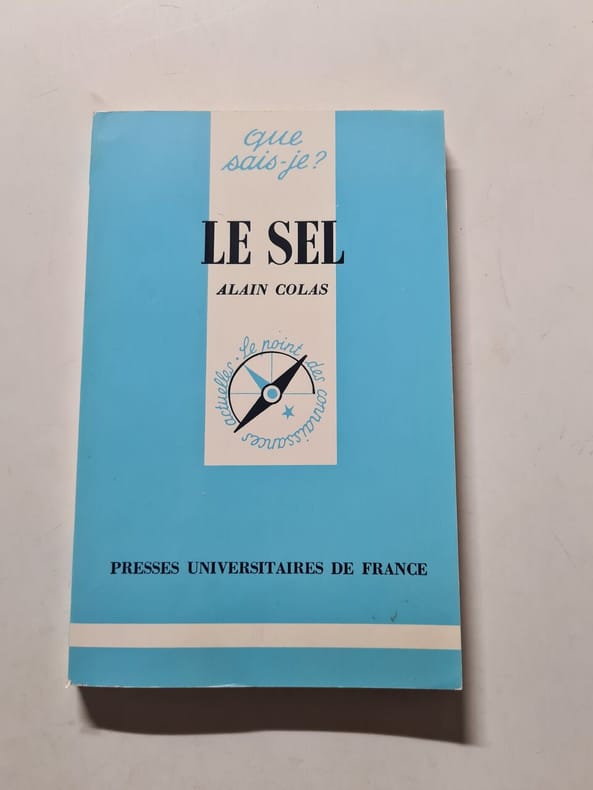 que
sais-je?
LE SEL
ALAIN COLAS
Le point des connaissances actuelles.
PRESSES UNIVERSITAIRES DE FRANCE